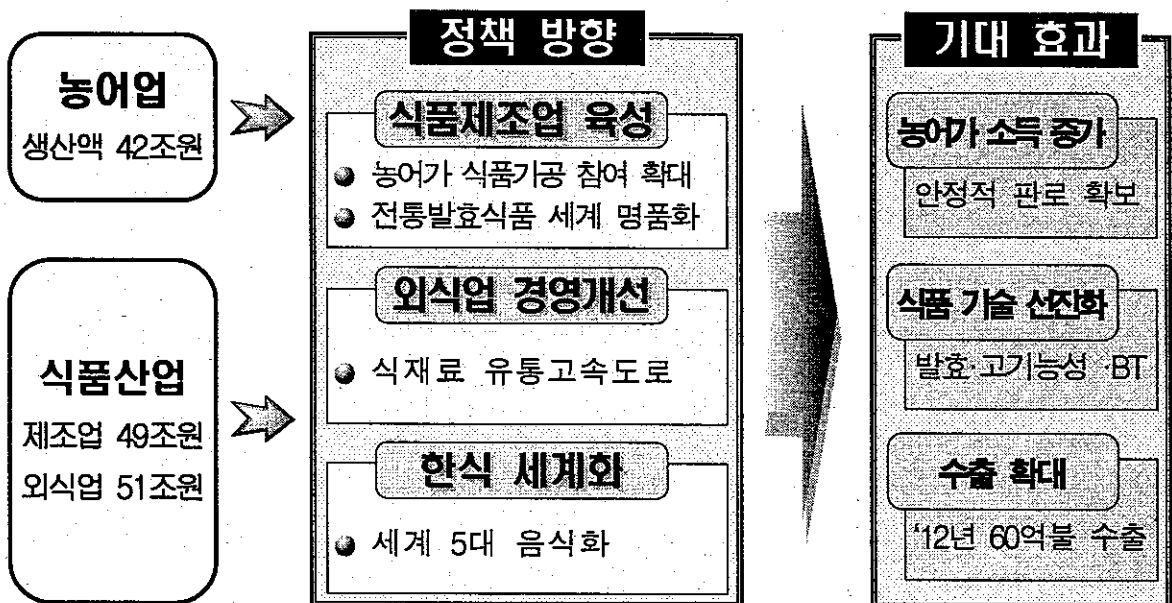 농어업
생산액 42조원
식품산업
제조업 49조원
외식업 51조원
정책 방향
식품제조업 육성
농어가 식품가공 참여 확대
전통발효식품 세계 명품화
외식업 경영개선
식재료 유통고속도로
한식 세계화
세계 5대 음식화
기대 효과
농어가 소득 증가
안정적 판로 확보
식품 기술 선진화
발효·고기능성 ·BT
수출 확대
'12년 60억불 수출